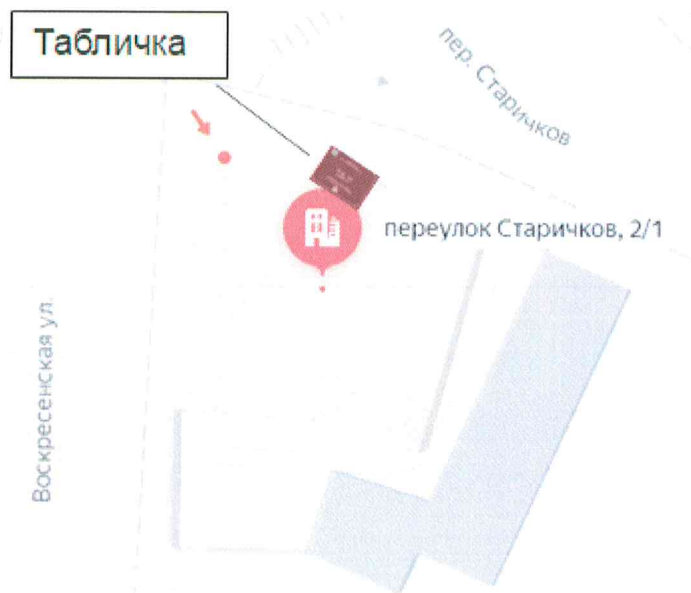 Табличка
пер. Старичков
переулок Старичков, 2/1
Воскресенская ул.